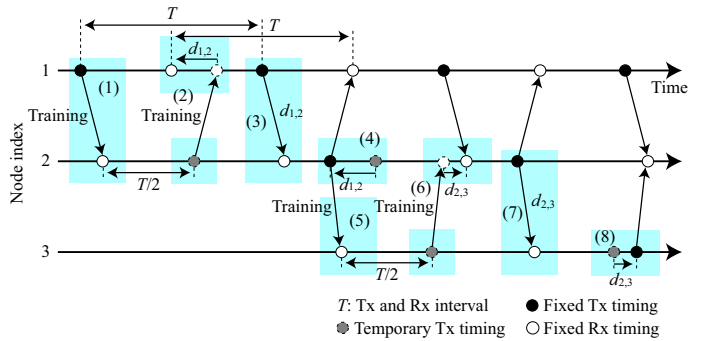 T
T
d1,2
1
(1)
(2)
Time
Training
Training
(3)
d1,2
(4)
2
T/2
d1,2
(6)
d2,3
d2,3
Training
Training
(5)
(7)
(8)
3
T/2
d2,3
Node index
T: Tx and Rx interval
Fixed Tx timing
Temporary Tx timing
Fixed Rx timing